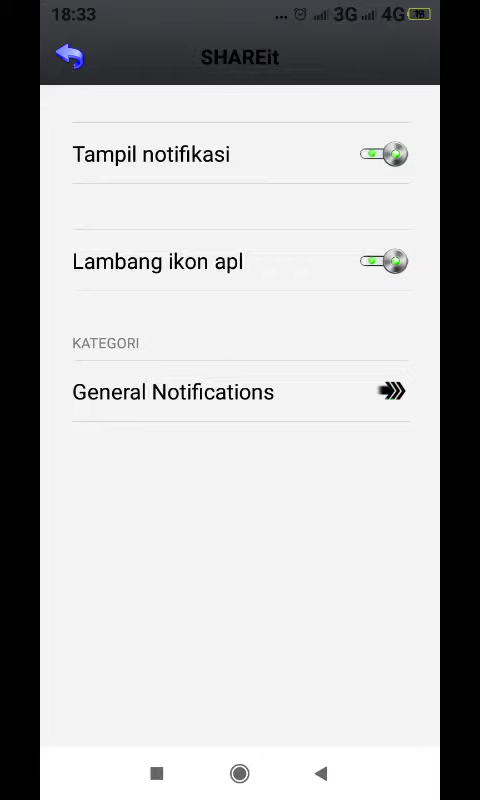 18:33 ... 3G 4G
SHAREit
Tampil notifikasi
Lambang ikon apl
KATEGORI
General Notifications